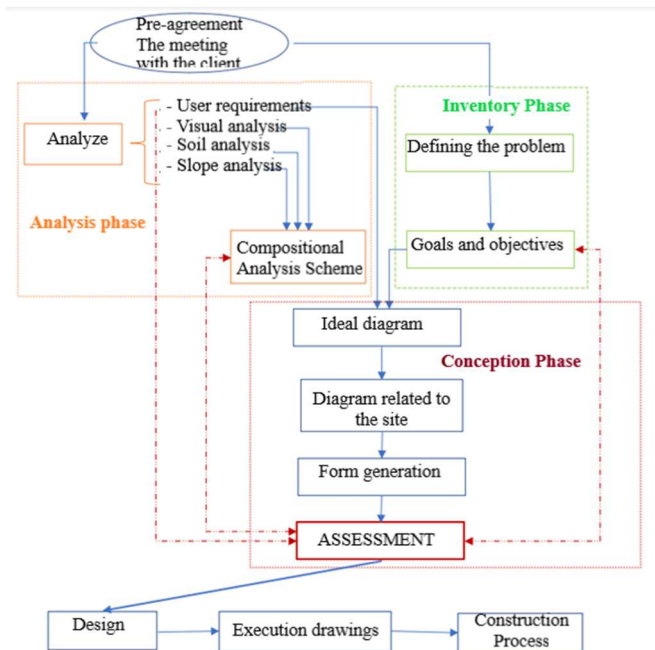 Pre-agreement
The meeting
with the client
- User requirements
- Visual analysis
- Soil analysis
- Slope analysis
Analyze
Inventory Phase
Defining the problem
Analysis phase
Compositional
Analysis Scheme
Goals and objectives
Ideal diagram
Conception Phase
Diagram related to
the site
Form generation
ASSESSMENT
Design
Execution drawings
Construction
Process